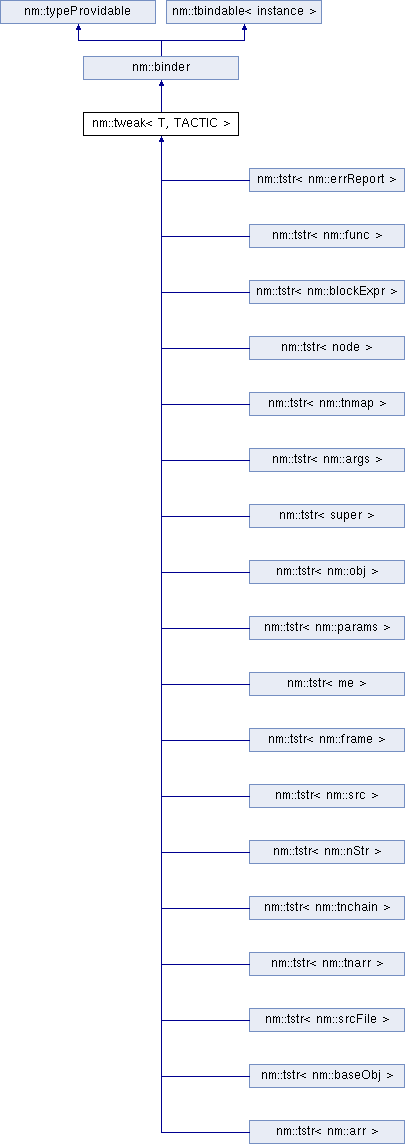 nm::typeProvidable
nm::tbindable< instance >
nm::binder
nm::tweak< T, TACTIC >
nm::tstr< nm::errReport >
nm::tstr< nm::func >
nm::tstr< nm::blockExpr >
nm::tstr< node >
nm::tstr< nm::tnmap >
nm::tstr< nm::args >
nm::tstr< super >
nm::tstr< nm::obj >
nm::tstr< nm::params >
nm::tstr< me >
nm::tstr< nm::frame >
nm::tstr< nm::src >
nm::tstr< nm::nStr >
nm::tstr< nm::tnchain >
nm::tstr< nm::tnarr >
nm::tstr< nm::srcFile >
nm::tstr< nm::baseObj >
nm::tstr< nm::arr >